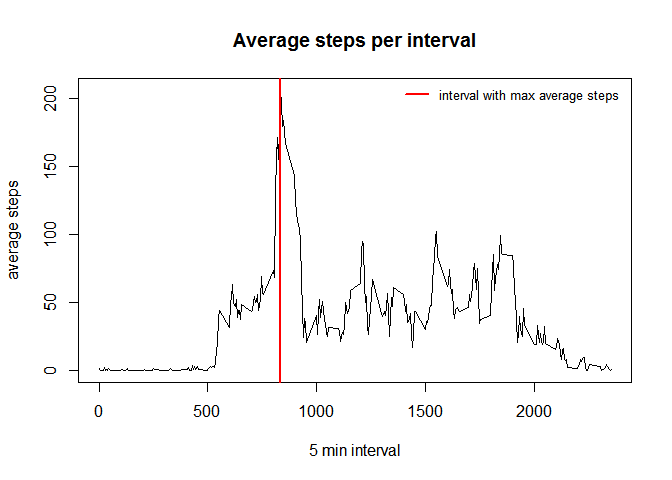 Average steps per interval
interval with max average steps
200
150
100
50
0
average steps
0 500 1000 1500 2000
5 min interval